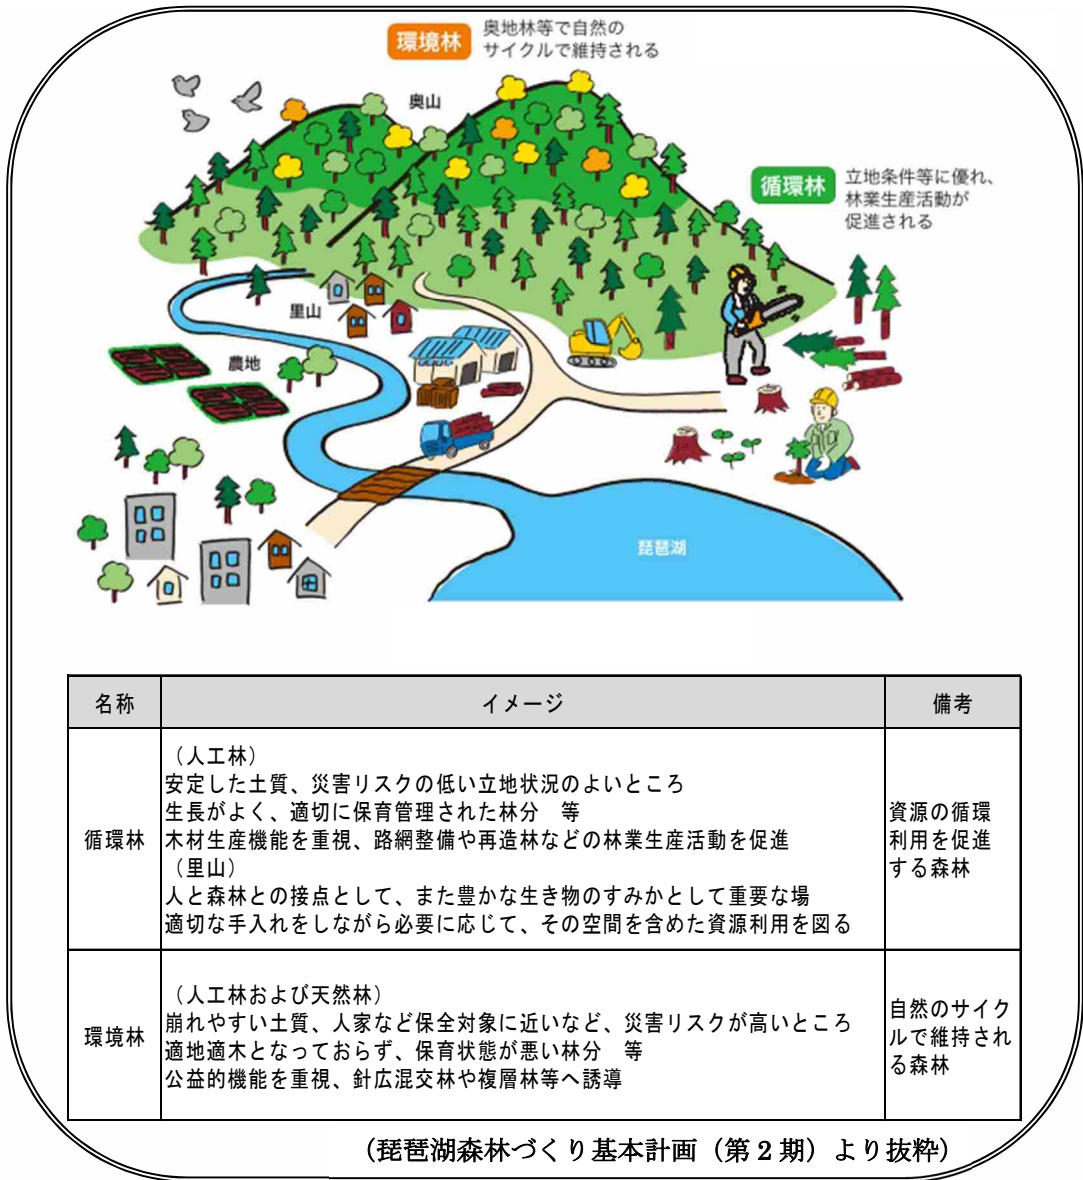 環境林
奥地林等で自然の
サイクルで維持される
奥山
循環林
立地条件等に優れ、
林業生産活動が
促進される
里山
農地
琵琶湖
名称
イメージ
備考
循環林
（人工林）
安定した土質、災害リスクの低い立地状況のよいところ
生長がよく、適切に保育管理された林分　等
木材生産機能を重視、路網整備や再造林などの林業生産活動を促進
（里山）
人と森林との接点として、また豊かな生き物のすみかとして重要な場
適切な手入れをしながら必要に応じて、その空間を含めた資源利用を図る
資源の循環
利用を促進
する森林
環境林
（人工林および天然林）
崩れやすい土質、人家など保全対象に近いなど、災害リスクが高いところ
適地適木となっておらず、保育状態が悪い林分　等
公益的機能を重視、針広混交林や複層林等へ誘導
自然のサイク
ルで維持され
る森林
（琵琶湖森林づくり基本計画（第２期）より抜粋）